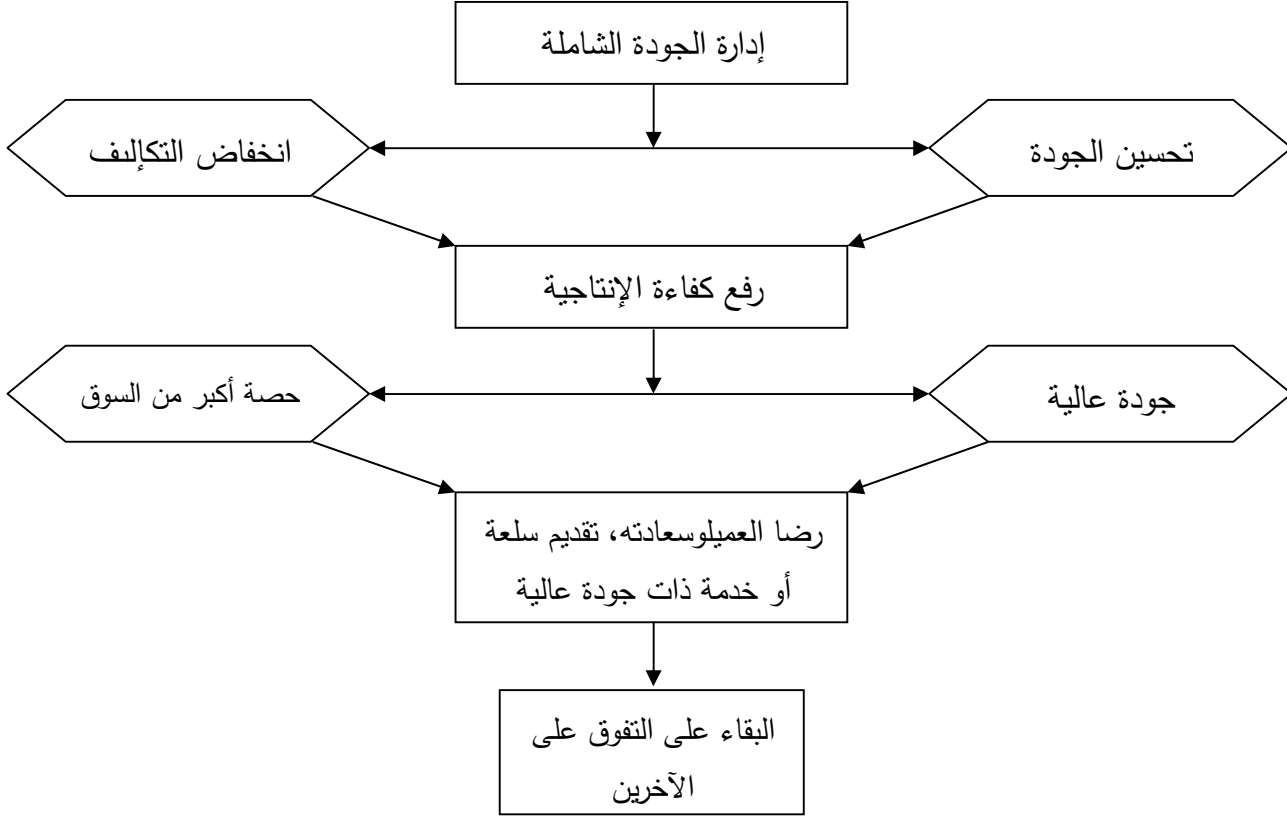 إدارة الجودة الشاملة
تحسين الجودة
انخفاض التكإليف
رفع كفاءة الإنتاجية
جودة عالية
حصة أكبر من السوق
رضا العميلوسعادته، تقديم سلعة
أو خدمة ذات جودة عالية
البقاء على التفوق على
الآخرين